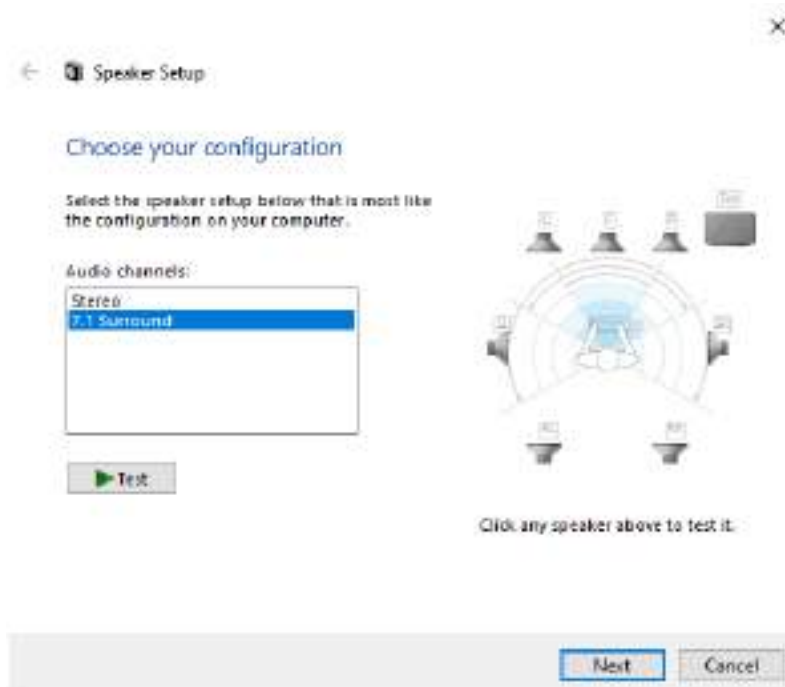 Speaker Setup
Choose your configuration
Select the speaker setup below that is most like
the configuration on your computer.
Audio channels:
Stereo
7.1 Surround
Test
Click any speaker above to test it.
Next
Cancel